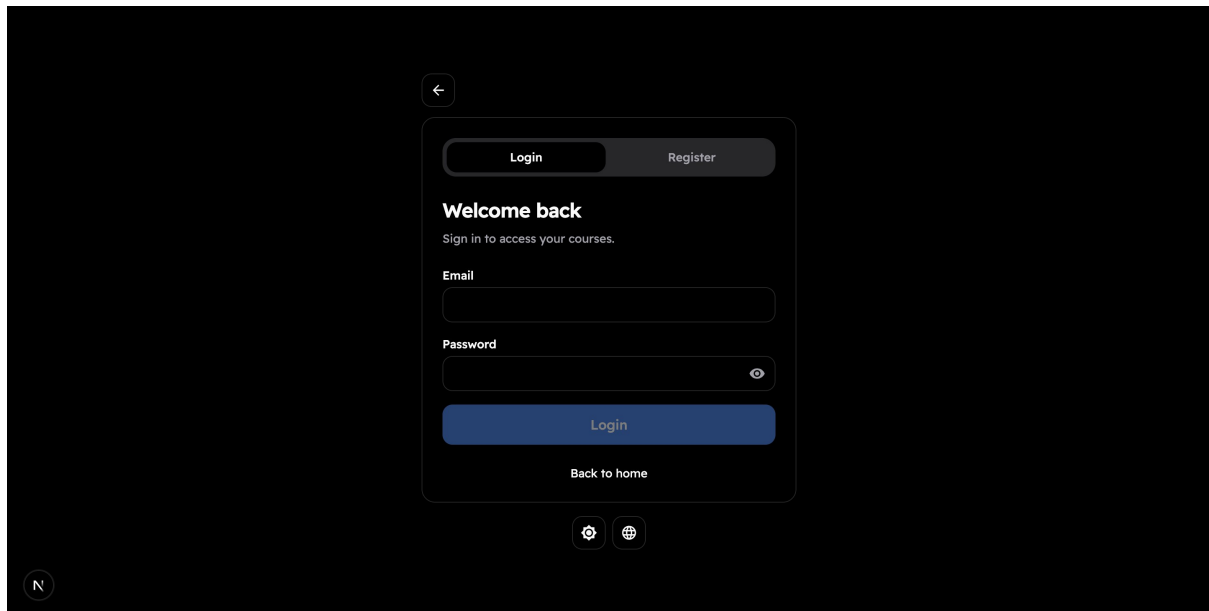 Login
Register
Welcome back
Sign in to access your courses.
Email
Password
Login
Back to home
N